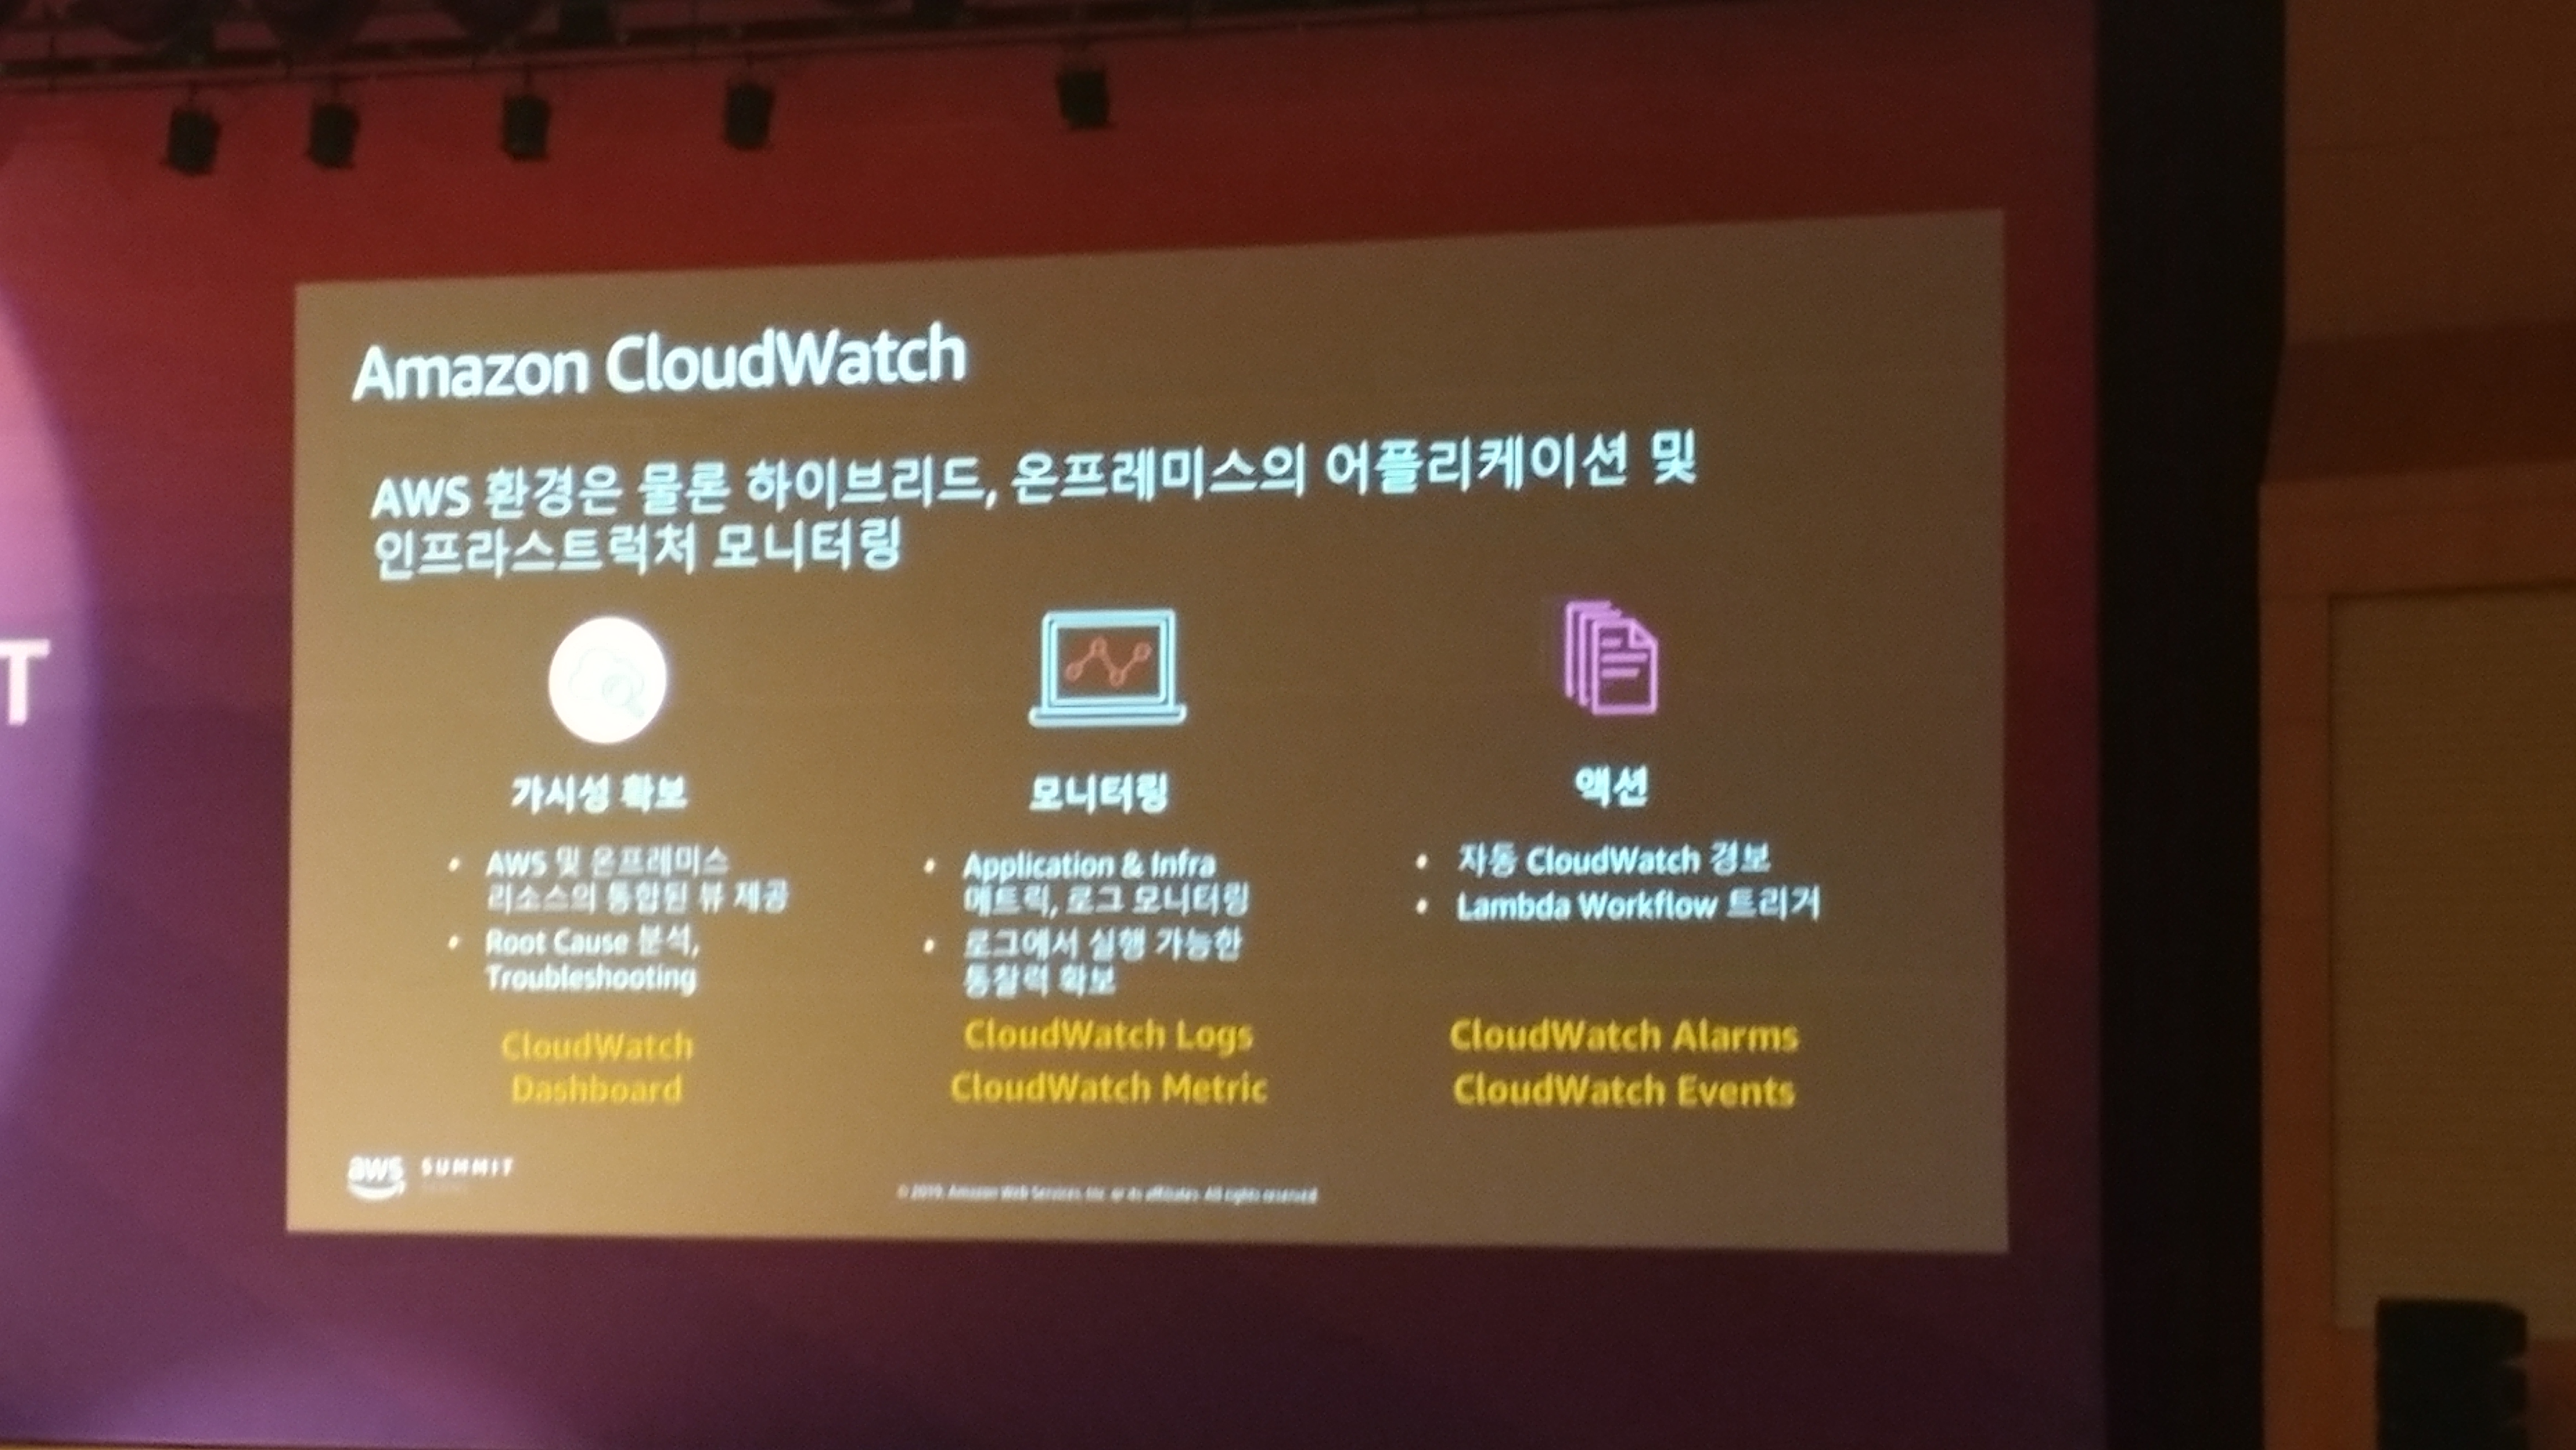 Amazon CloudWatch
AWS 환경은 물론 하이브리드, 온프레미스의 어플리케이션 및
인프라스트럭처 모니터링
가시성 확보
• AWS 및 온프레미스
리소스의 통합된 뷰 제공
• Root Cause 분석,
Troubleshooting
CloudWatch
Dashboard
모니터링
• Application & Infra
메트릭, 로그 모니터링
• 로그에서 실행 가능한
통찰력 확보
CloudWatch Logs
CloudWatch Metric
액션
• 자동 CloudWatch 경보
• Lambda Workflow 트리거
CloudWatch Alarms
CloudWatch Events
aws SUMMIT
© 2019, Amazon Web Services, Inc. or its affiliates. All rights reserved.
T